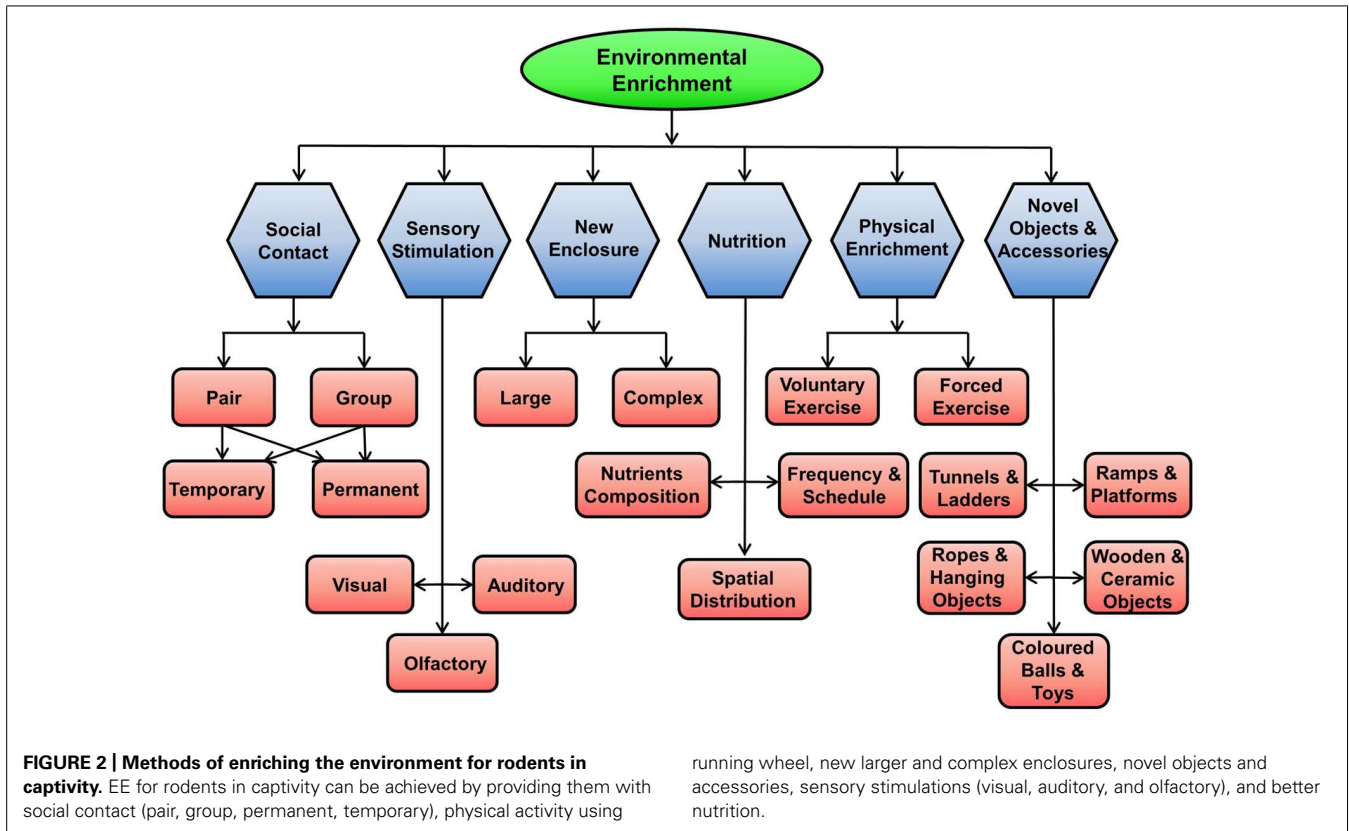 Environmental
Enrichment
Social
Contact
Sensory
Stimulation
New
Enclosure
Nutrition
Physical
Enrichment
Novel
Objects &
Accessories
Pair
Group
Large
Complex
Voluntary
Exercise
Forced
Exercise
Temporary
Permanent
Nutrients
Composition
Frequency &
Schedule
Tunnels &
Ladders
Ramps &
Platforms
Visual
Auditory
Spatial
Distribution
Ropes &
Hanging
Objects
Wooden &
Ceramic
Objects
Olfactory
Coloured
Balls &
Toys
FIGURE 2 | Methods of enriching the environment for rodents in
captivity. EE for rodents in captivity can be achieved by providing them with
social contact (pair, group, permanent, temporary), physical activity using
running wheel, new larger and complex enclosures, novel objects and
accessories, sensory stimulations (visual, auditory, and olfactory), and better
nutrition.